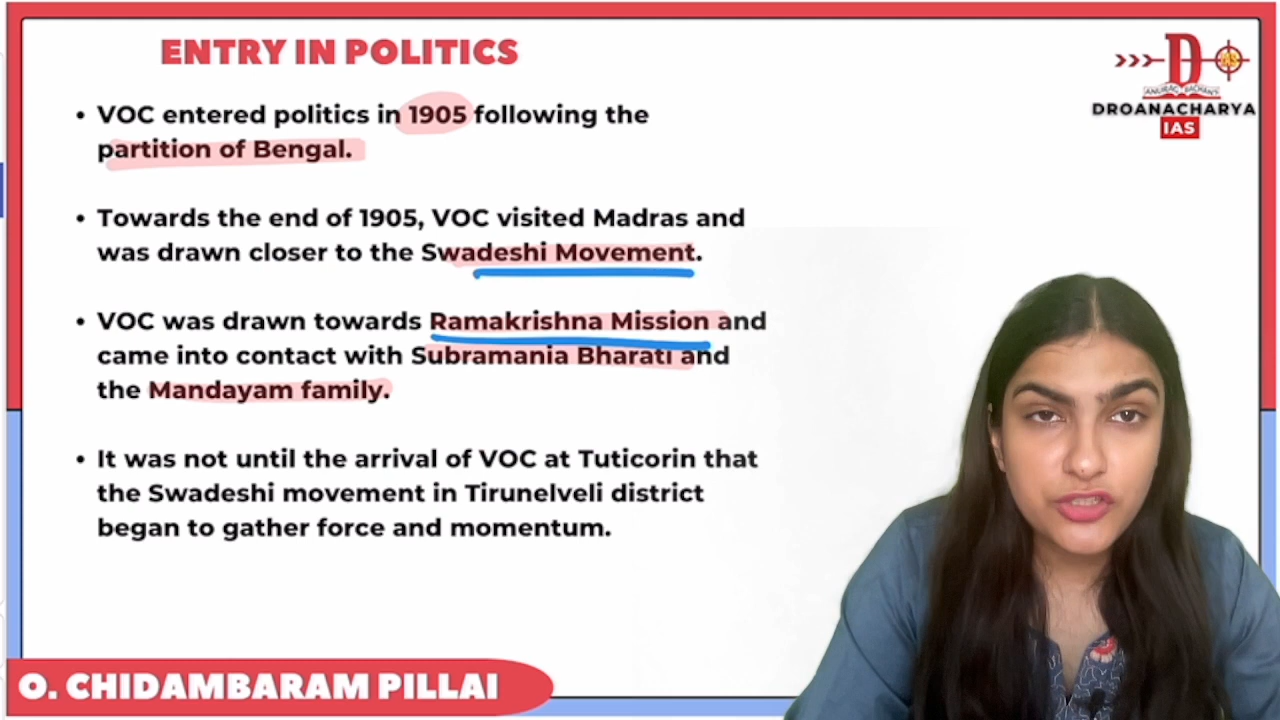 ENTRY IN POLITICS
• VOC entered politics in 1905 following the
partition of Bengal.
• Towards the end of 1905, VOC visited Madras and
was drawn closer to the Swadeshi Movement.
• VOC was drawn towards Ramakrishna Mission and
came into contact with Subramania Bharati and
the Mandayam family.
• It was not until the arrival of VOC at Tuticorin that
the Swadeshi movement in Tirunelveli district
began to gather force and momentum.
D
IAS
ANURAG PACHAN'S
DROANACHARYA
IAS
O. CHIDAMBARAM PILLAI